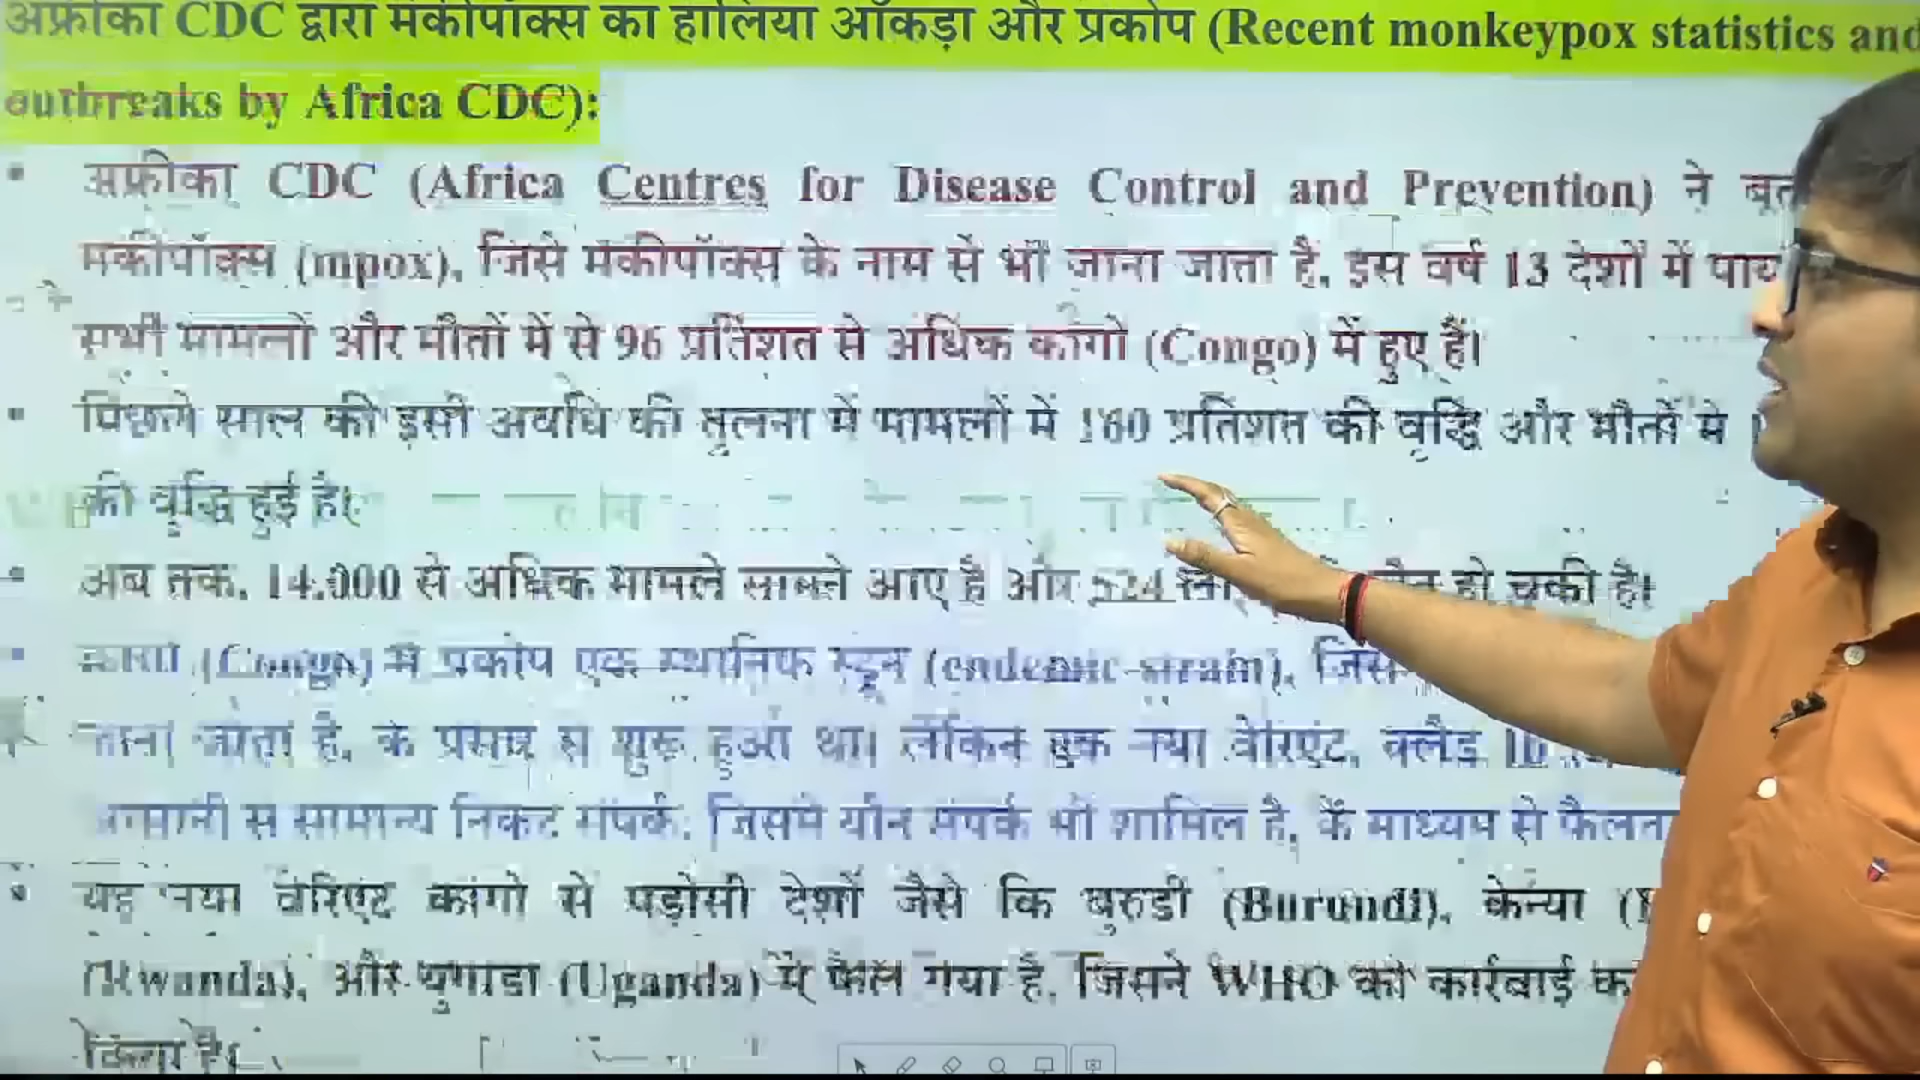 अफ्रीका CDC द्वारा मंकीपॉक्स का हालिया आँकड़ा और प्रकोप (Recent monkeypox statistics and
outbreaks by Africa CDC):
अफ्रीका CDC (Africa Centres for Disease Control and Prevention) ने
मंकीपॉक्स (mpox), जिसे मंकीपॉक्स के नाम से भी जाना जाता है, इस वर्ष 13 देशों में
सभी मामलों और मौतों में से 96 प्रतिशत से अधिक कांगो (Congo) में हुए हैं।
पिछले साल की इसी अवधि की तुलना में मामलों में 160 प्रतिशत की वृद्धि और मौतों में
की वृद्धि हुई है।
अब तक, 14,000 से अधिक मामले सामने आए हैं और 524 हो चुकी है।
कांगो (Congo) में प्रकोप एक स्थानिक स्ट्रेन (endemic strain),
जाना जाता है, के प्रसार से शुरू हुआ था। लेकिन एक नया वेरिएंट, क्लैड Ib
आसानी से सामान्य निकट संपर्क, जिसमें यौन संपर्क भी शामिल है, के माध्यम से
यह नया वेरिएंट कांगो से पड़ोसी देशों जैसे कि बुरुंडी (Burundi), केन्या
(Rwanda), और युगांडा (Uganda) में फैल गया है, जिसने WHO को कार्रवाई